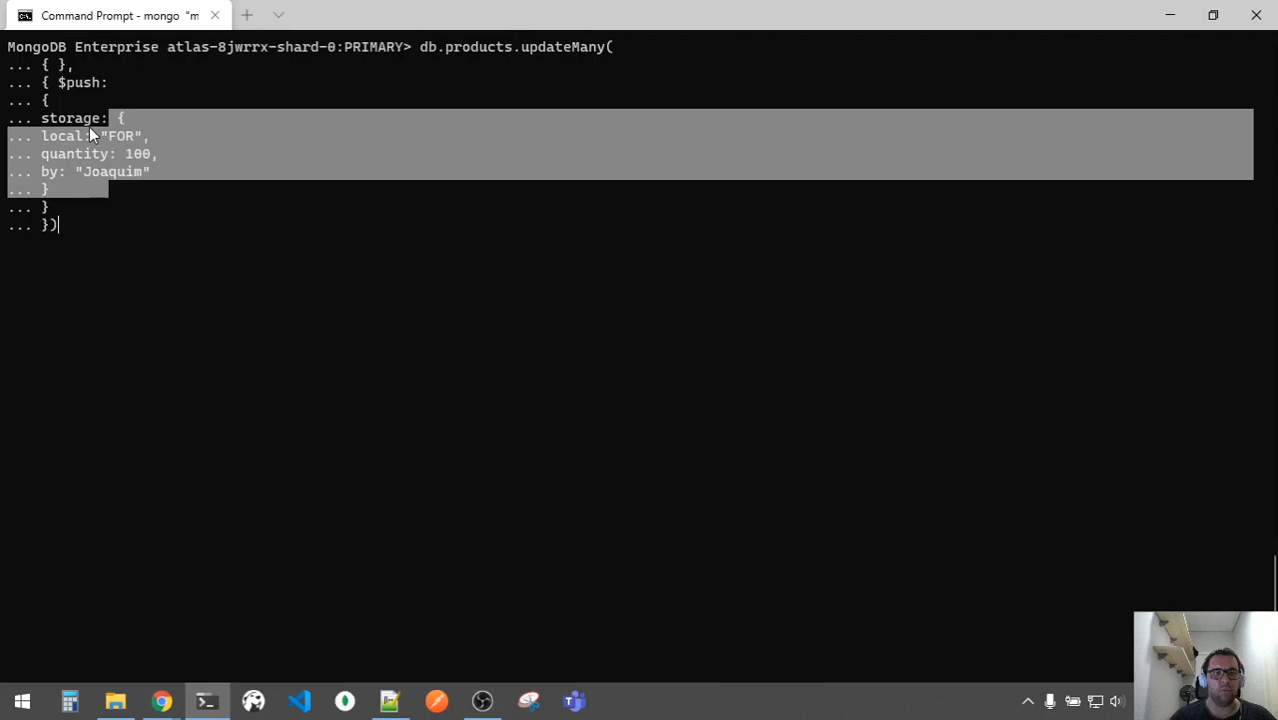 Command Prompt - mongo "m
MongoDB Enterprise atlas-8jwrrx-shard-0:PRIMARY> db.products.updateMany(
... { },
... { $push:
... {
... storage: {
... local: "FOR",
... quantity: 100,
... by: "Joaquim"
... }
... }
... })